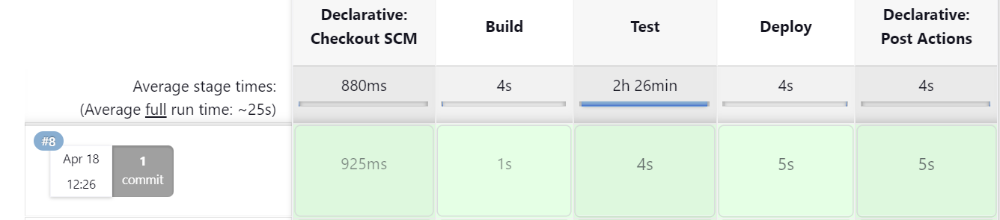 Declarative:
Checkout SCM
Build
Test
Deploy
Declarative:
Post Actions
Average stage times:
(Average full run time: ~25s)
880ms
4s
2h 26min
4s
4s
#8
Apr 18
12:26
1
commit
925ms
1s
4s
5s
5s